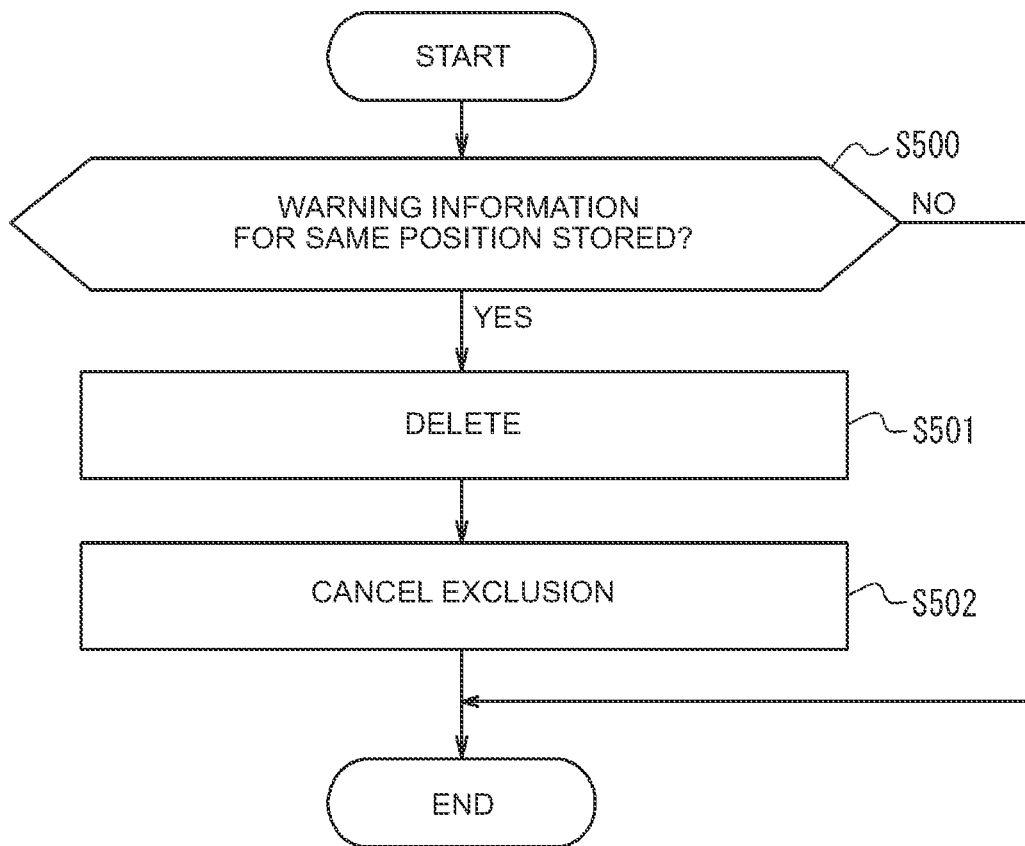 START
S500
WARNING INFORMATION
FOR SAME POSITION STORED?
NO
YES
DELETE
S501
CANCEL EXCLUSION
S502
END